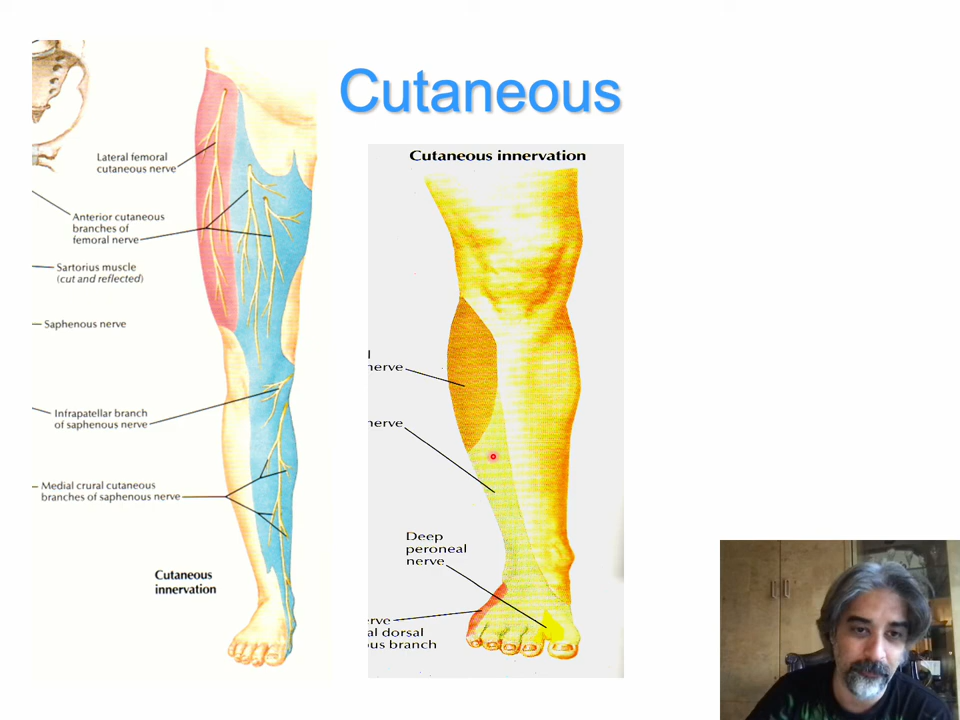 Cutaneous
Lateral femoral
cutaneous nerve
Anterior cutaneous
branches of
femoral nerve
Sartorius muscle
(cut and reflected)
Saphenous nerve
Infrapatellar branch
of saphenous nerve
Medial crural cutaneous
branches of saphenous nerve
Cutaneous
innervation
Cutaneous innervation
l
nerve
nerve
Deep
peroneal
nerve
erve
al dorsal
ous branch